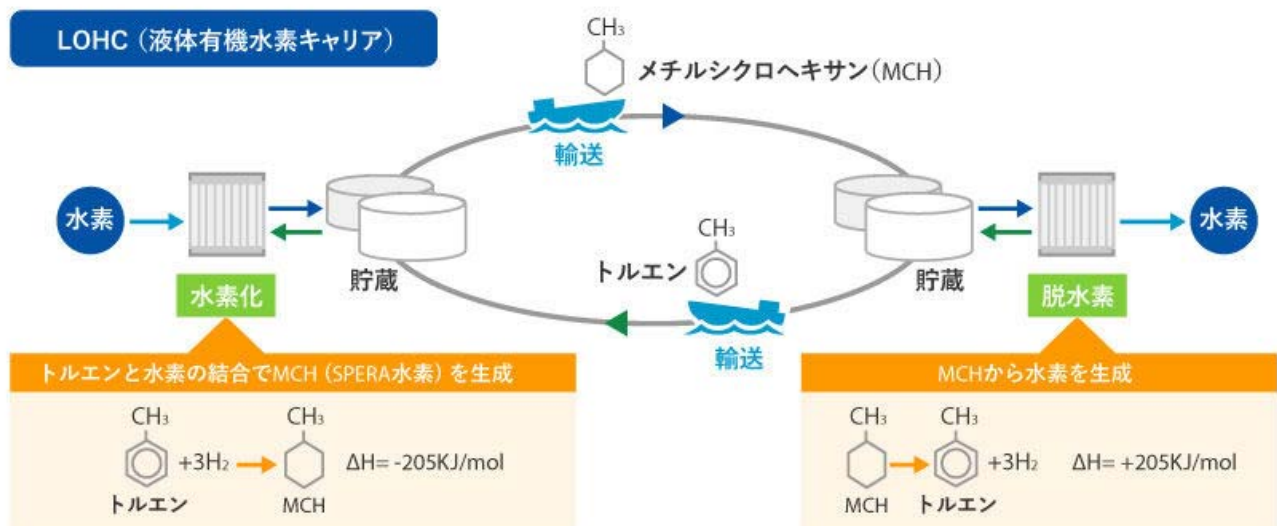 LOHC（液体有機水素キャリア）
CH₃
メチルシクロヘキサン（MCH）
輸送
水素
水素化
貯蔵
CH₃
トルエン
輸送
貯蔵
脱水素
水素
トルエンと水素の結合でMCH（SPERA水素）を生成
CH₃
CH₃
+3H₂
ΔH= -205KJ/mol
トルエン
MCH
MCHから水素を生成
CH₃
CH₃
+3H₂
ΔH= +205KJ/mol
MCH
トルエン